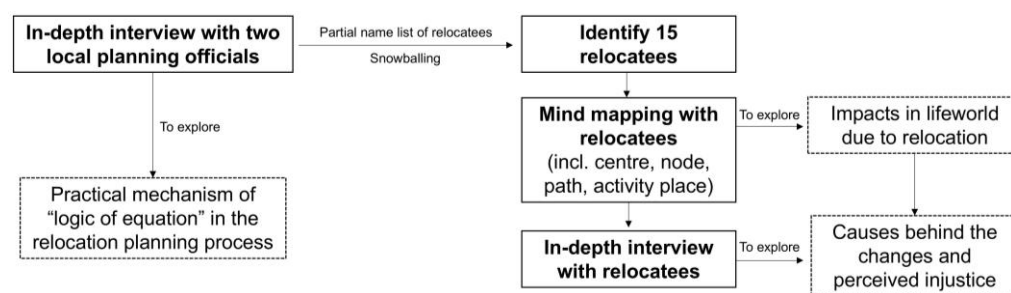 In-depth interview with two
local planning officials
Partial name list of relocatees
Snowballing
Identify 15
relocatees
To explore
Mind mapping with
relocatees
(incl. centre, node,
path, activity place)
To explore
Impacts in lifeworld
due to relocation
Practical mechanism of
“logic of equation” in the
relocation planning process
In-depth interview
with relocatees
To explore
Causes behind the
changes and
perceived injustice